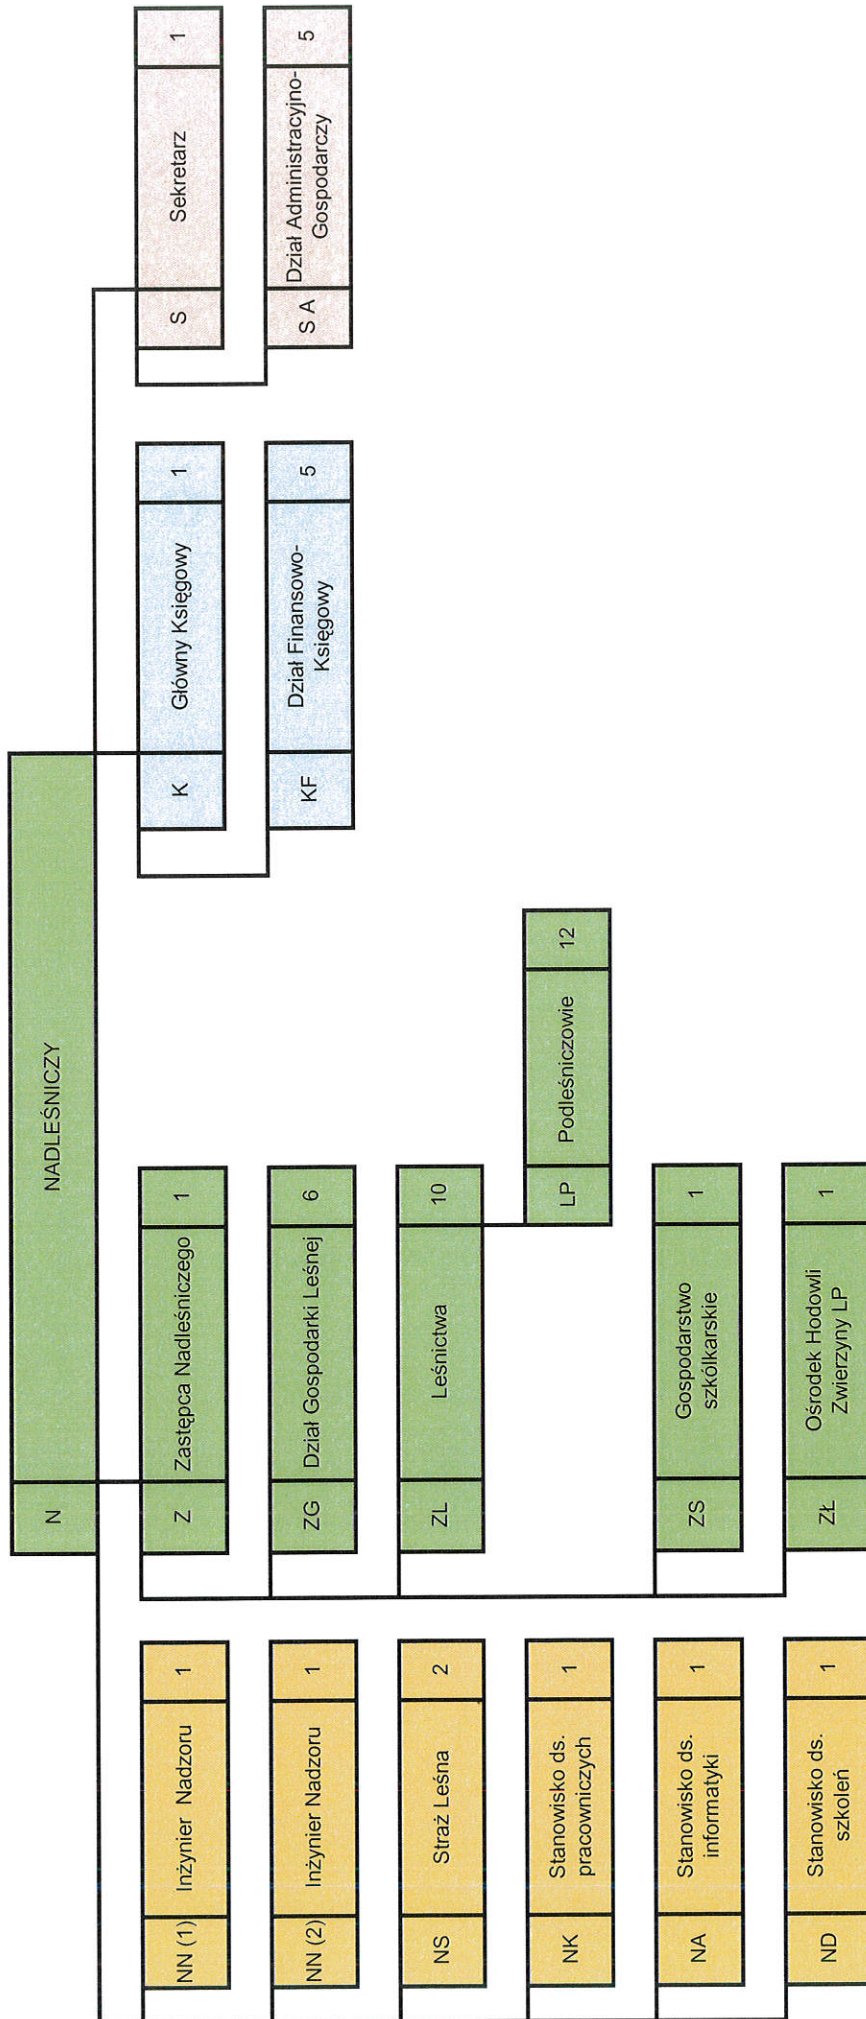 N
NADLEŚNICZY
NN (1)
Inżynier Nadzoru
1
NN (2)
Inżynier Nadzoru
1
NS
Straż Leśna
2
NK
Stanowisko ds.
pracowniczych
1
NA
Stanowisko ds.
informatyki
1
ND
Stanowisko ds.
szkoleń
1
Z
Zastępca Nadleśniczego
1
ZG
Dział Gospodarki Leśnej
6
ZL
Leśnictwa
10
LP
Podleśniczowie
12
ZS
Gospodarstwo
szkólkarskie
1
ZŁ
Ośrodek Hodowli
Zwierzyny LP
1
K
Główny Księgowy
1
KF
Dział Finansowo-
Księgowy
5
S
Sekretarz
1
S A
Dział Administracyjno-
Gospodarczy
5